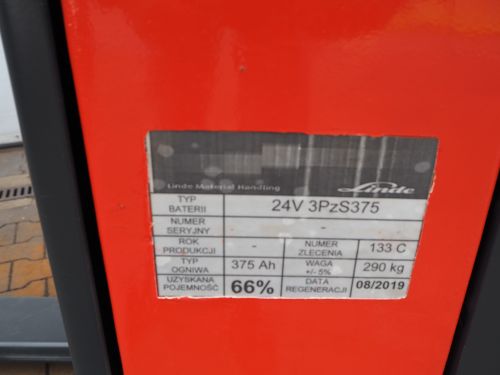 Linde Material Handling Linde
TYP BATERII 24V 3PzS375
NUMER SERYJNY -
ROK PRODUKCJI - NUMER ZLECENIA 133 C
TYP OGNIWA 375 Ah WAGA +/- 5% 290 kg
UZYSKANA POJEMNOŚĆ 66% DATA REGENERACJI 08/2019